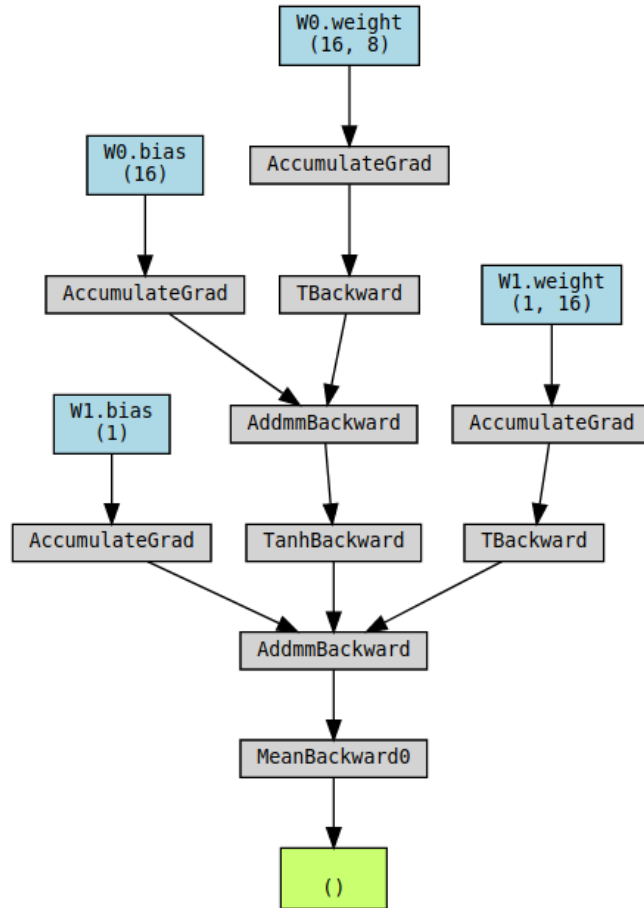 W0.weight
(16, 8)
W0.bias
(16)
AccumulateGrad
AccumulateGrad
TBackward
W1.weight
(1, 16)
W1.bias
(1)
AddmmBackward
AccumulateGrad
AccumulateGrad
TanhBackward
TBackward
AddmmBackward
MeanBackward0
()